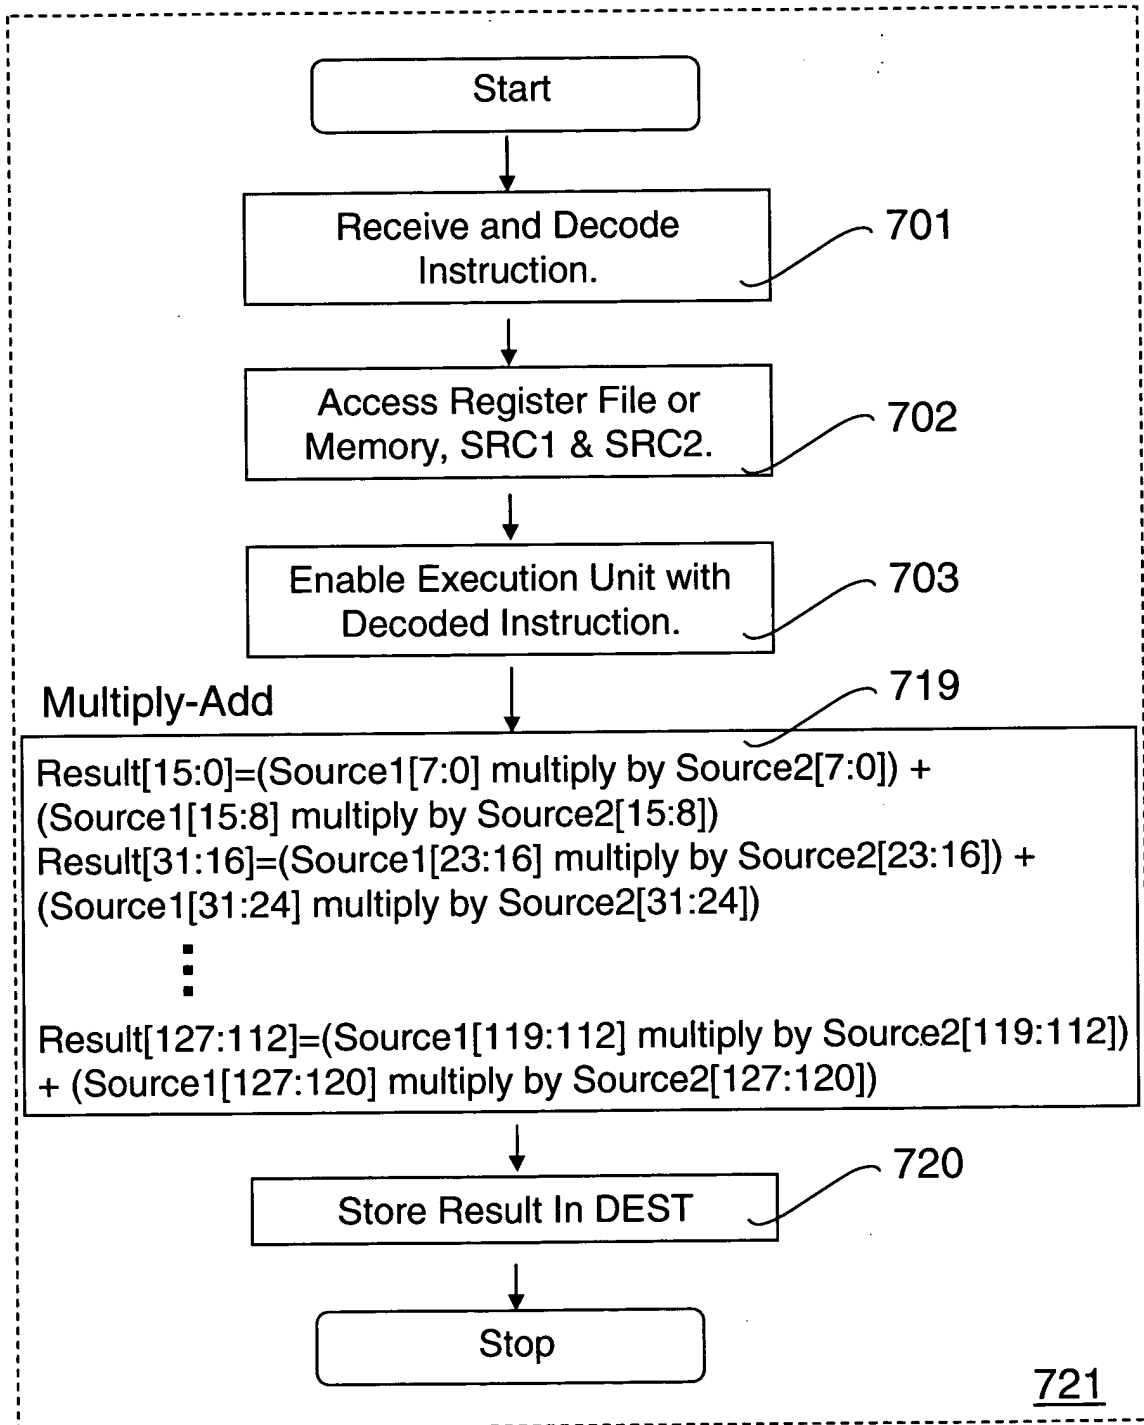 Start
Receive and Decode
Instruction.
701
Access Register File or
Memory, SRC1 & SRC2.
702
Enable Execution Unit with
Decoded Instruction.
703
Multiply-Add
719
Result[15:0]=(Source1[7:0] multiply by Source2[7:0]) +
(Source1[15:8] multiply by Source2[15:8])
Result[31:16]=(Source1[23:16] multiply by Source2[23:16]) +
(Source1[31:24] multiply by Source2[31:24])
Result[127:112]=(Source1[119:112] multiply by Source2[119:112])
+ (Source1[127:120] multiply by Source2[127:120])
720
Store Result In DEST
Stop
721